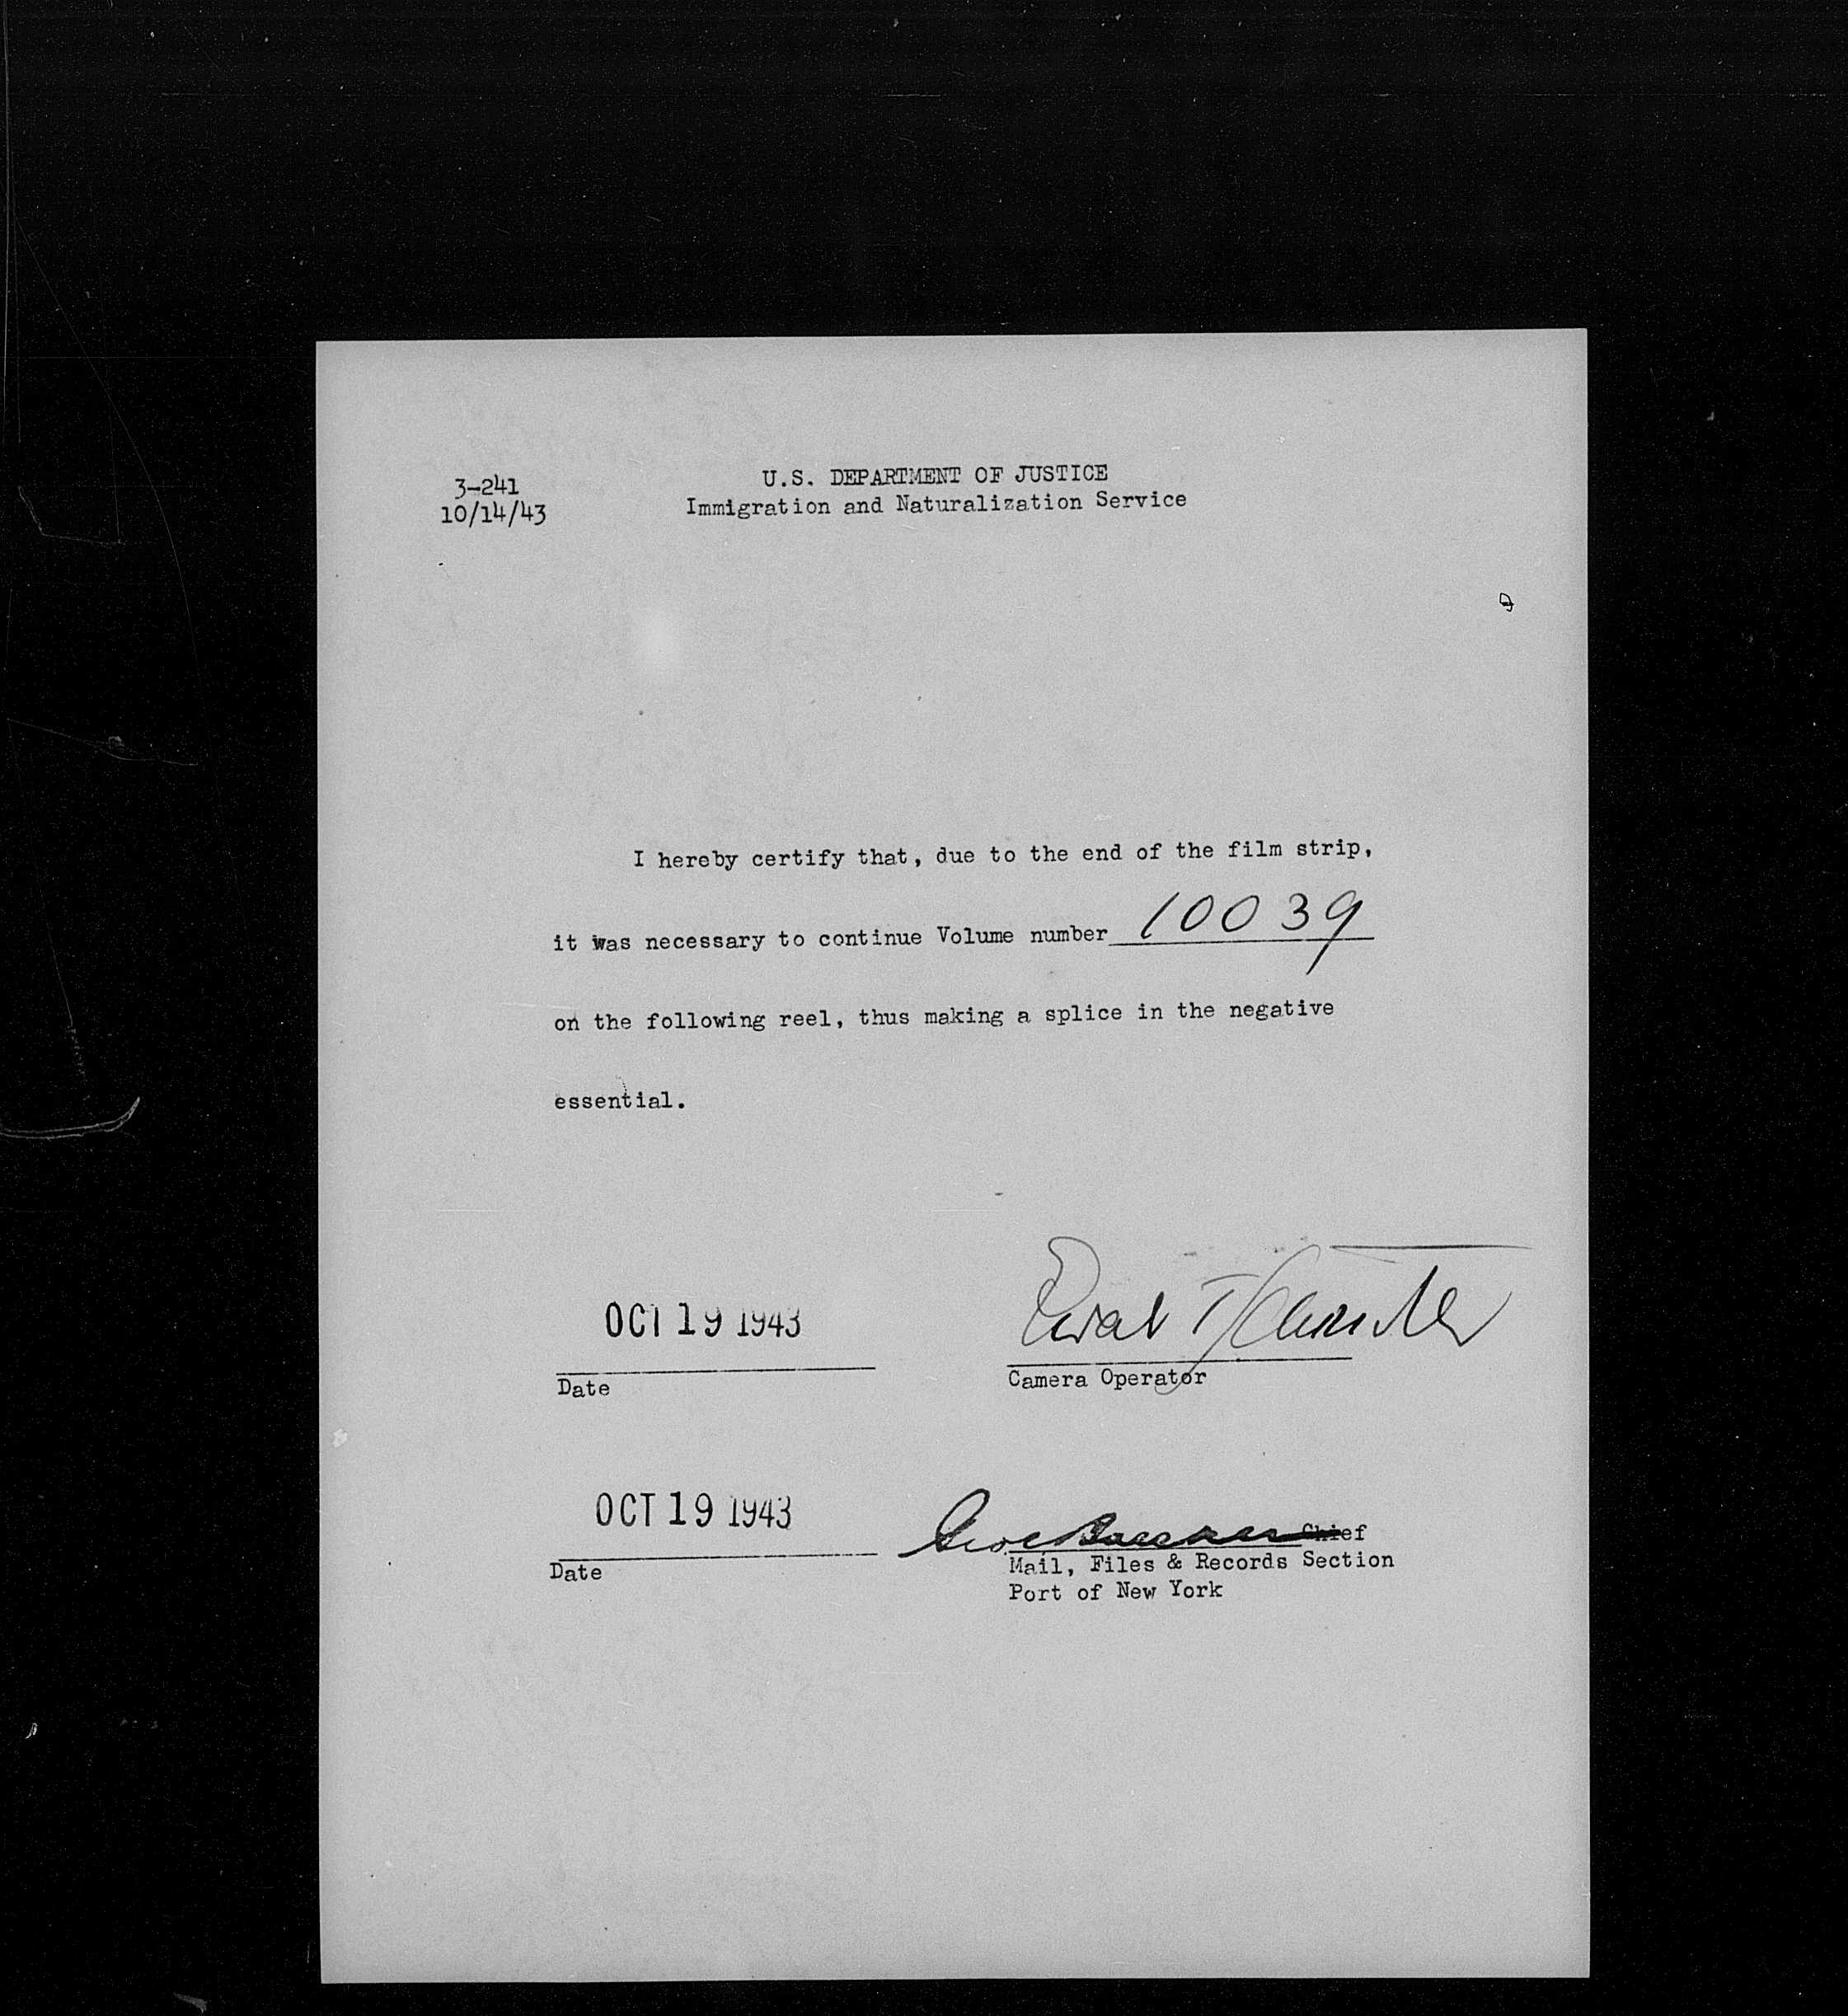 3-241
10/14/43
U.S. DEPARTMENT OF JUSTICE
Immigration and Naturalization Service
I hereby certify that, due to the end of the film strip,
it was necessary to continue Volume number 10039
on the following reel, thus making a splice in the negative
essential.
OCT 19 1943
Date
Camera Operator
OCT 19 1943
Date
Chief
Mail, Files & Records Section
Port of New York